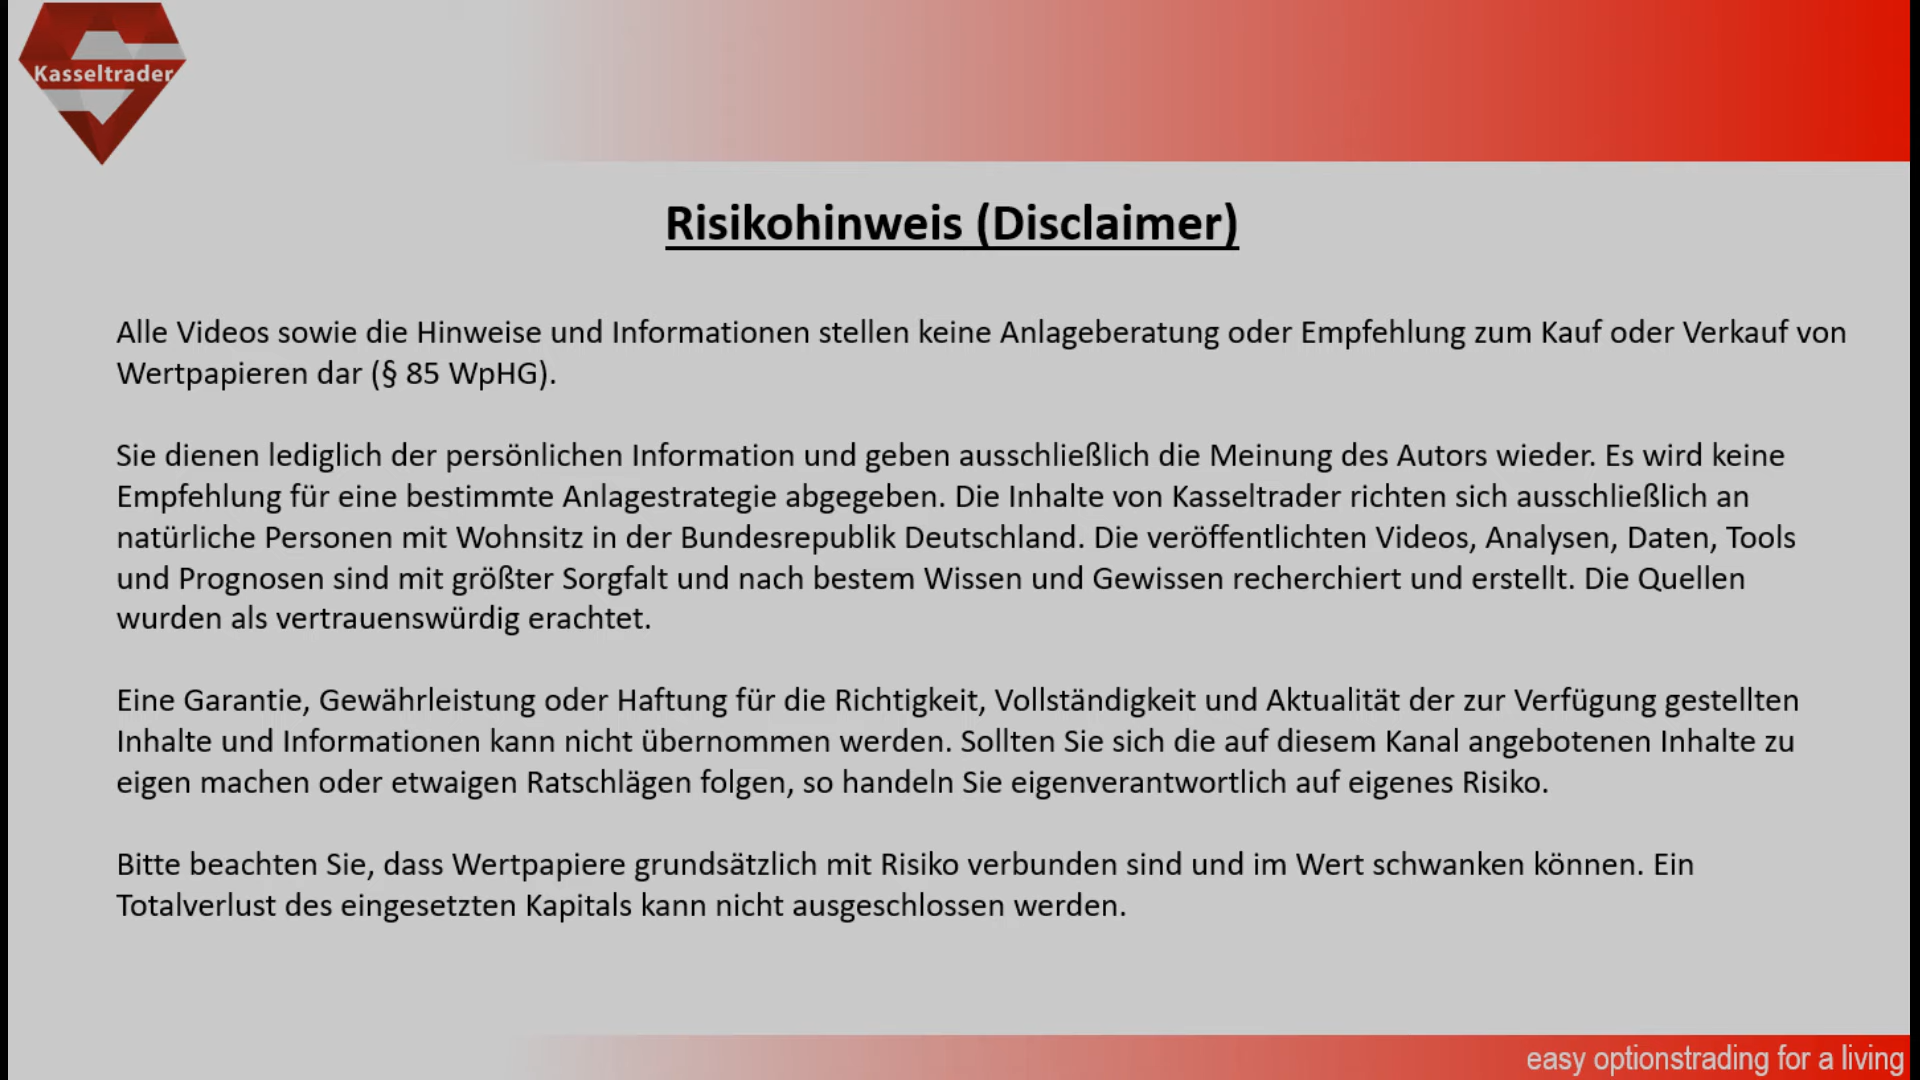 Kasseltrader
Risikohinweis (Disclaimer)
Alle Videos sowie die Hinweise und Informationen stellen keine Anlageberatung oder Empfehlung zum Kauf oder Verkauf von
Wertpapieren dar (§ 85 WpHG).
Sie dienen lediglich der persönlichen Information und geben ausschließlich die Meinung des Autors wieder. Es wird keine
Empfehlung für eine bestimmte Anlagestrategie abgegeben. Die Inhalte von Kasseltrader richten sich ausschließlich an
natürliche Personen mit Wohnsitz in der Bundesrepublik Deutschland. Die veröffentlichten Videos, Analysen, Daten, Tools
und Prognosen sind mit größter Sorgfalt und nach bestem Wissen und Gewissen recherchiert und erstellt. Die Quellen
wurden als vertrauenswürdig erachtet.
Eine Garantie, Gewährleistung oder Haftung für die Richtigkeit, Vollständigkeit und Aktualität der zur Verfügung gestellten
Inhalte und Informationen kann nicht übernommen werden. Sollten Sie sich die auf diesem Kanal angebotenen Inhalte zu
eigen machen oder etwaigen Ratschlägen folgen, so handeln Sie eigenverantwortlich auf eigenes Risiko.
Bitte beachten Sie, dass Wertpapiere grundsätzlich mit Risiko verbunden sind und im Wert schwanken können. Ein
Totalverlust des eingesetzten Kapitals kann nicht ausgeschlossen werden.
easy optionstrading for a living